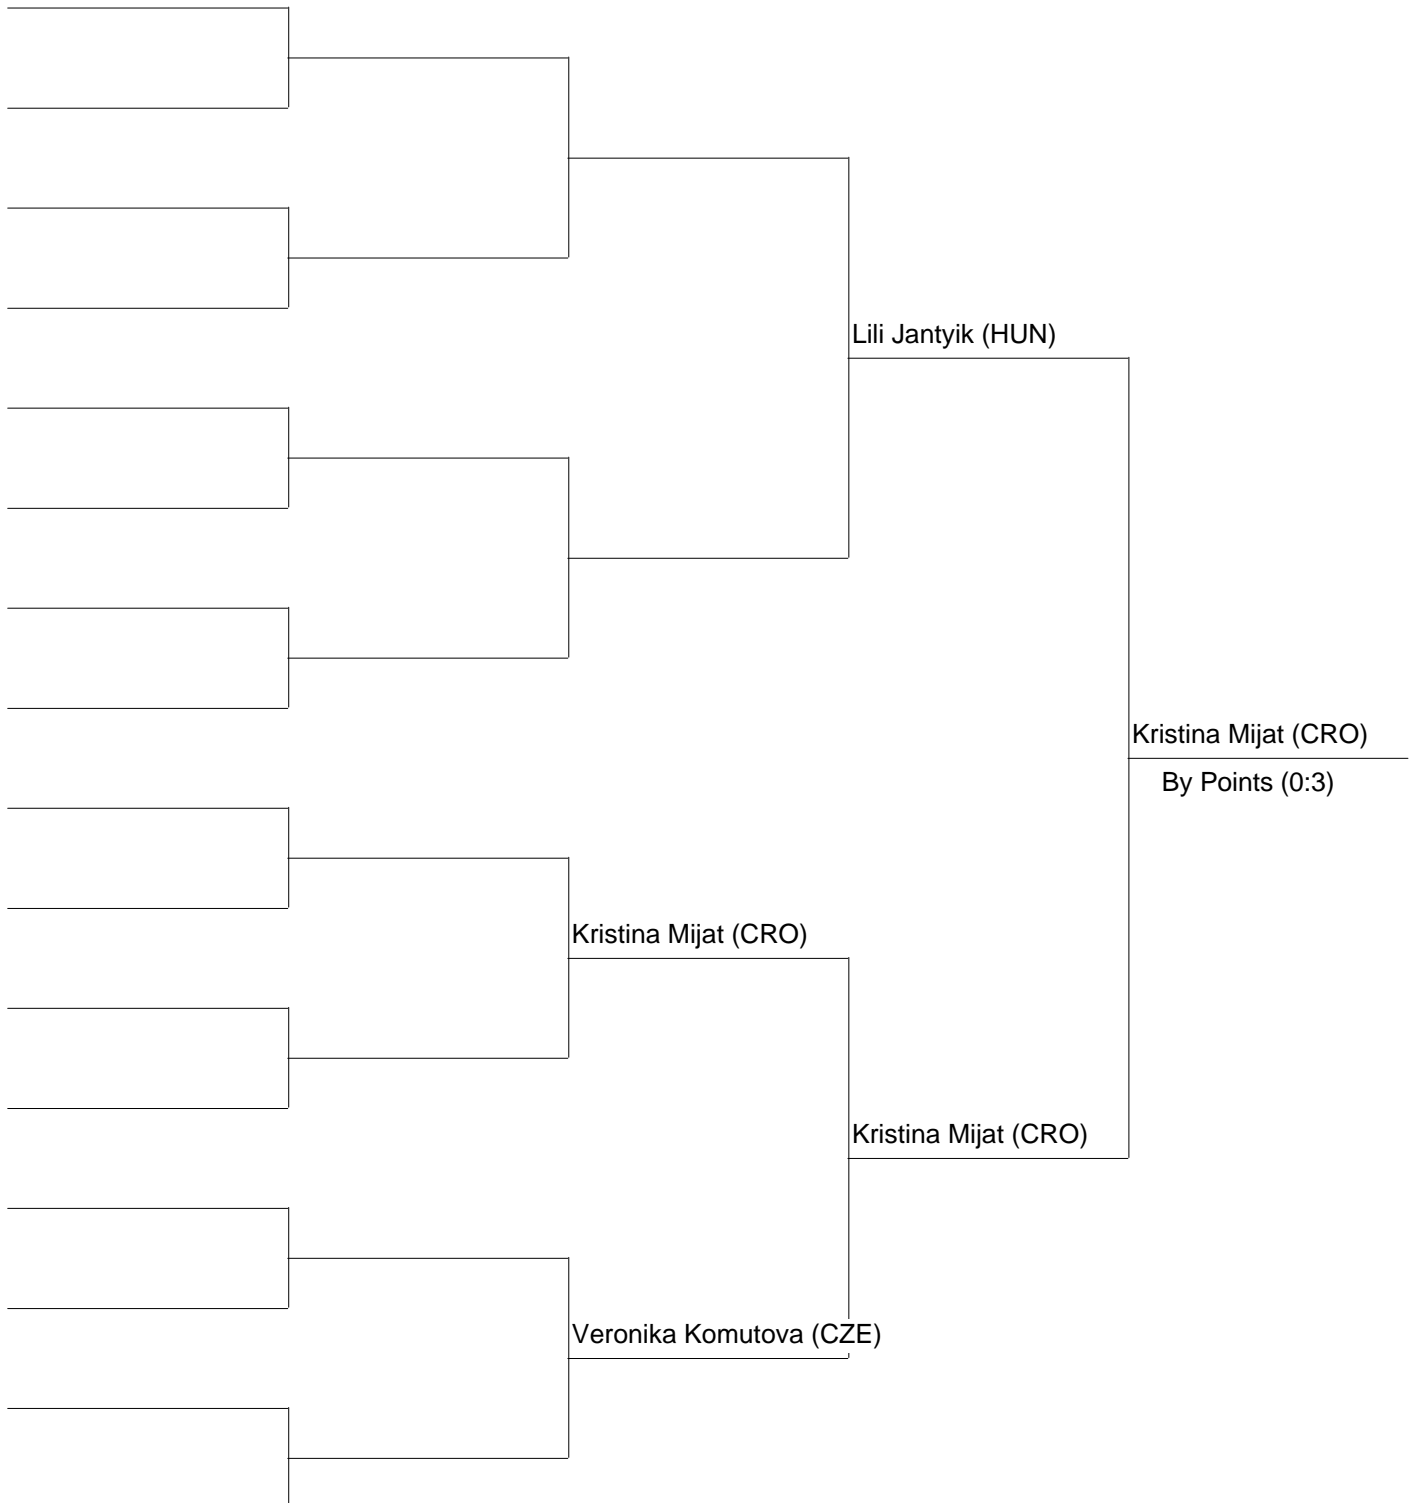 Lili Jantyik (HUN)
Kristina Mijat (CRO)
By Points (0:3)
Kristina Mijat (CRO)
Kristina Mijat (CRO)
Veronika Komutova (CZE)